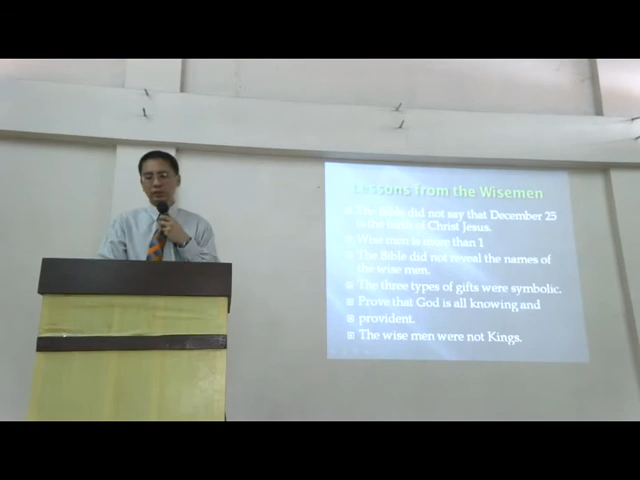 Lessons from the Wisemen
The Bible did not say that December 25
is the birth of Christ Jesus.
Wise men is more than 1
The Bible did not reveal the names of
the wise men.
The three types of gifts were symbolic.
Prove that God is all knowing and
provident.
The wise men were not Kings.